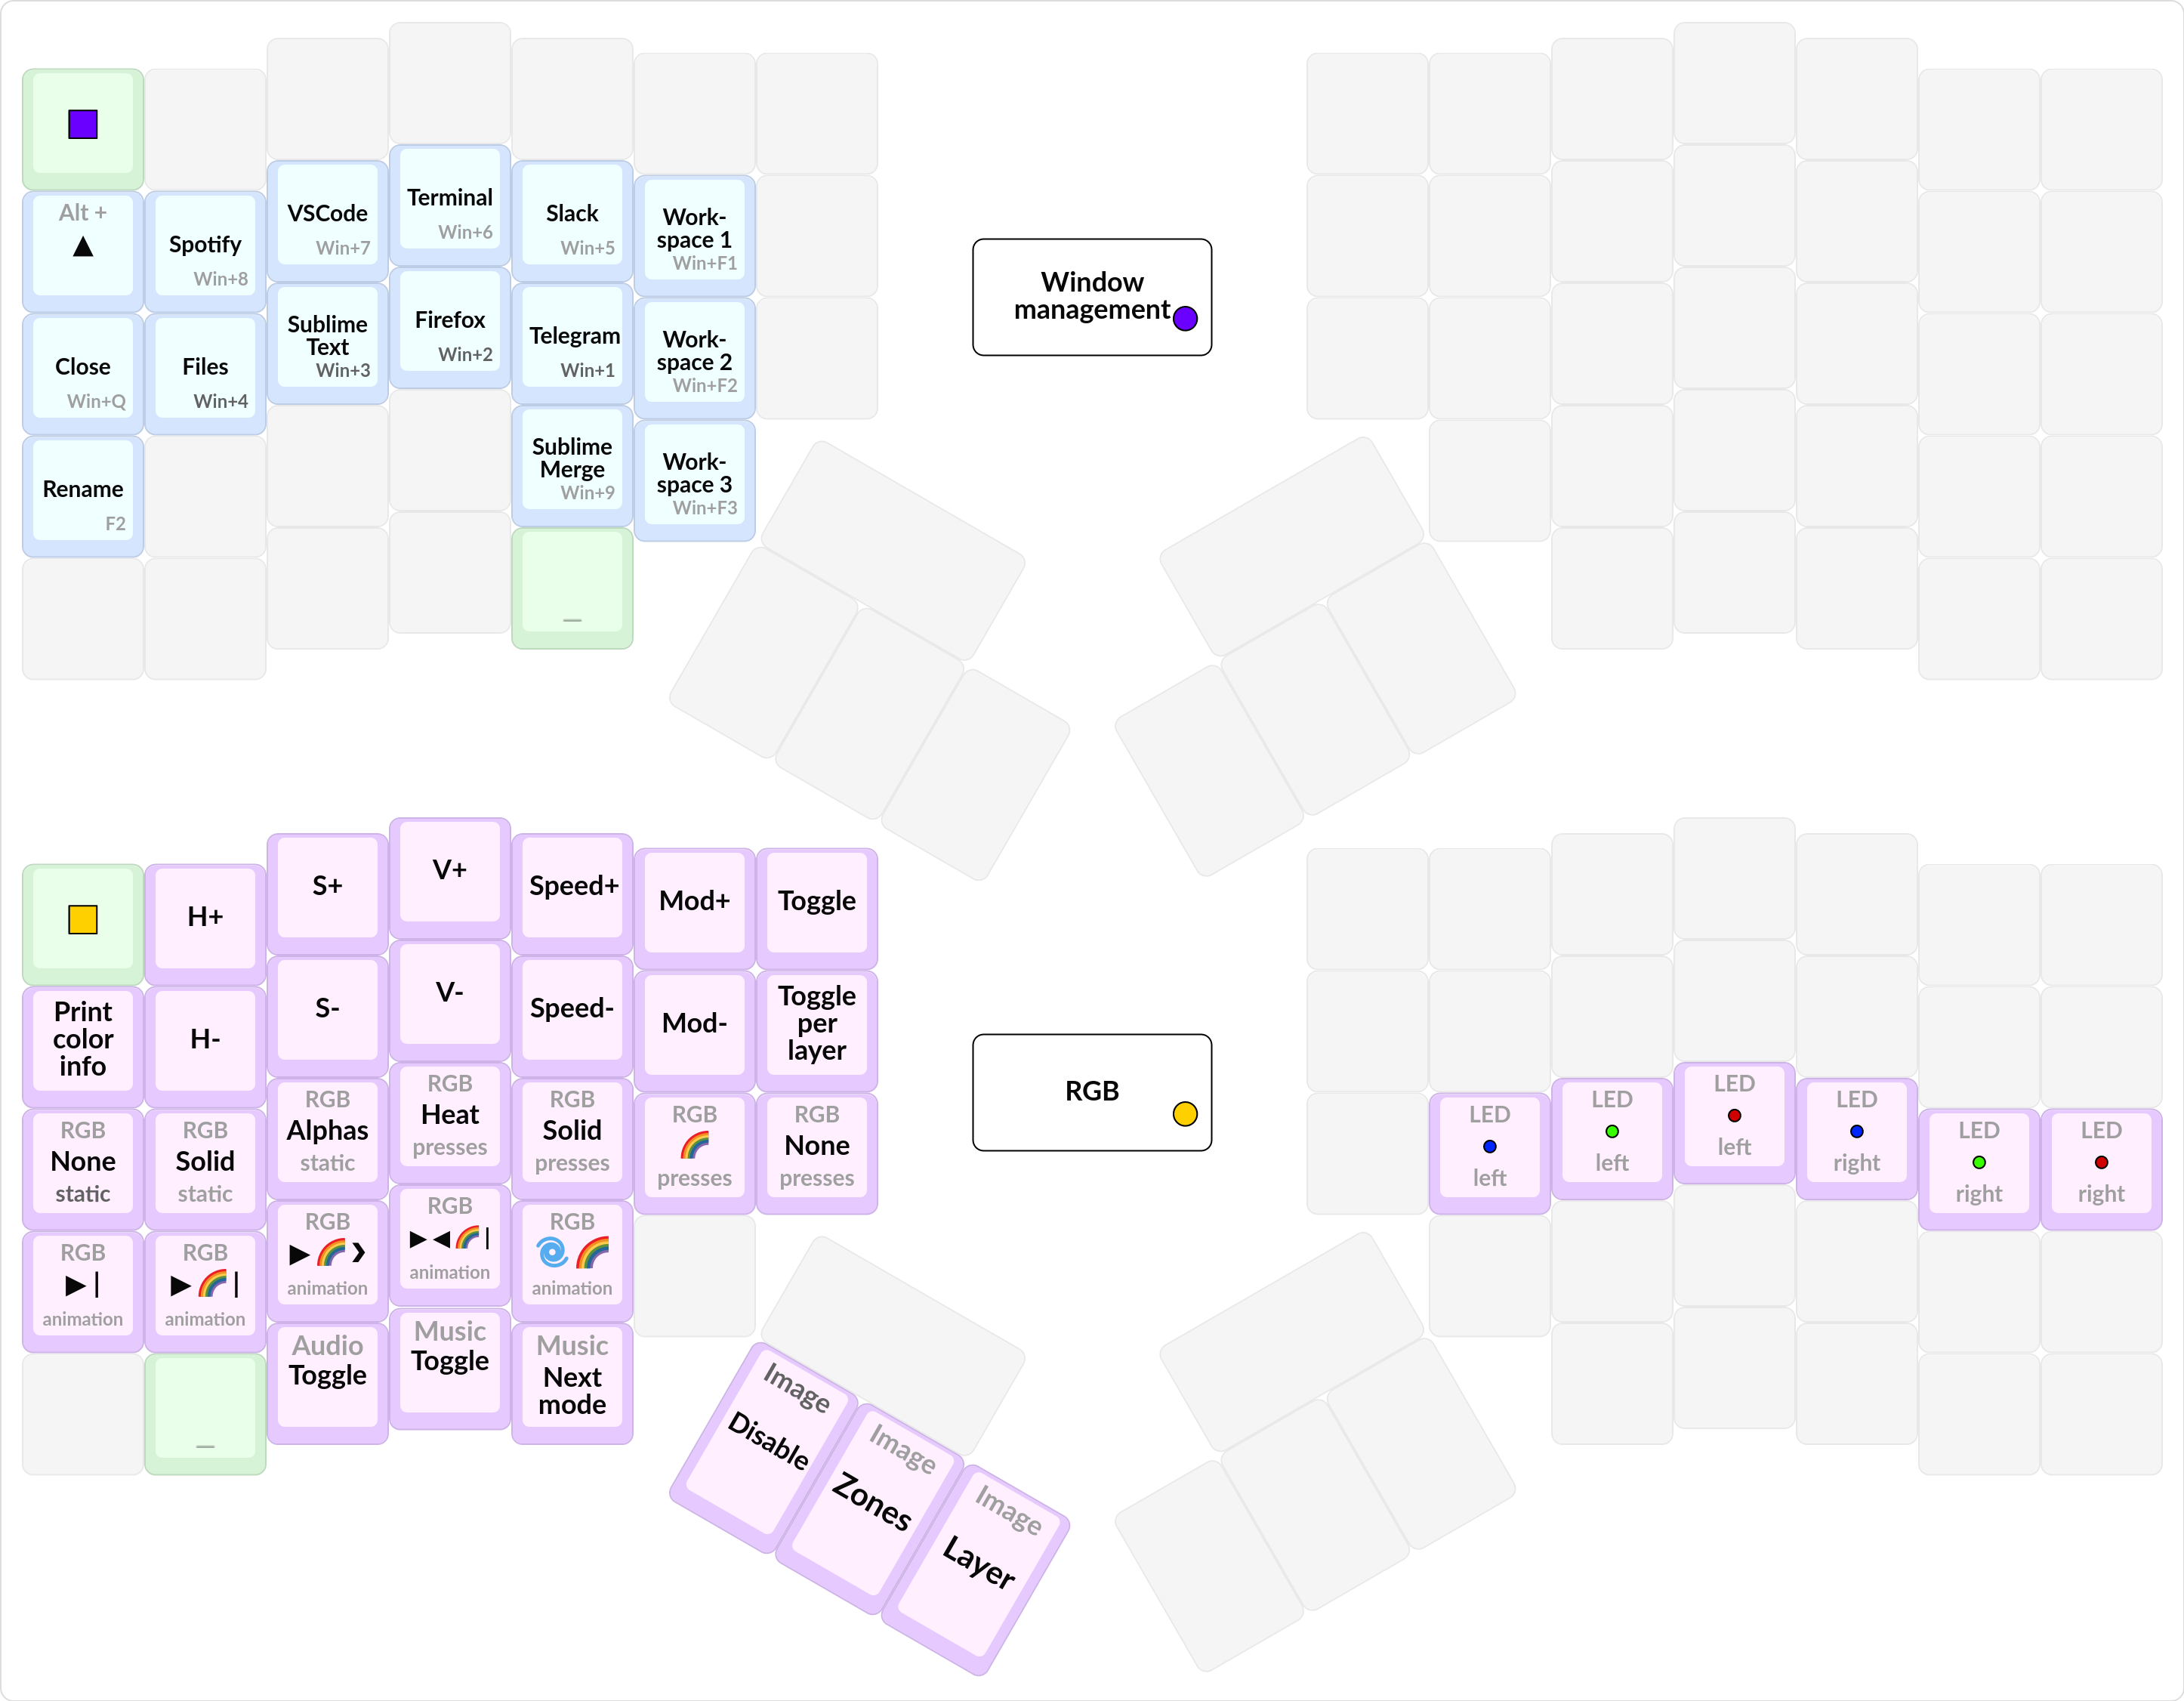 Alt +
▲
Spotify
Win+8
VSCode
Win+7
Terminal
Win+6
Slack
Win+5
Work-
space 1
Win+F1
Close
Win+Q
Files
Win+4
Sublime
Text
Win+3
Firefox
Win+2
Telegram
Win+1
Work-
space 2
Win+F2
Rename
F2
Sublime
Merge
Win+9
Work-
space 3
Win+F3
_
Window
management
H+
S+
V+
Speed+
Mod+
Toggle
Print
color
info
H-
S-
V-
Speed-
Mod-
Toggle
per
layer
RGB
None
static
RGB
Solid
static
RGB
Alphas
static
RGB
Heat
presses
RGB
Solid
presses
RGB
🌈
presses
RGB
None
presses
RGB
▶|
animation
RGB
▶🌈|
animation
RGB
▶🌈❯
animation
RGB
▶◀🌈|
animation
RGB
🌀🌈
animation
_
Audio
Toggle
Music
Toggle
Music
Next
mode
Image
Disable
Image
Zones
Image
Layer
RGB
LED
left
LED
left
LED
left
LED
right
LED
right
LED
right